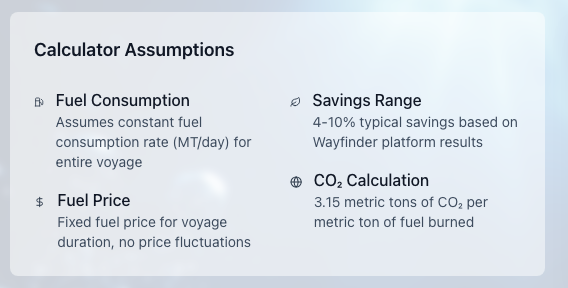 Calculator Assumptions
Fuel Consumption
Assumes constant fuel
consumption rate (MT/day) for
entire voyage
$ Fuel Price
Fixed fuel price for voyage
duration, no price fluctuations
Savings Range
4-10% typical savings based on
Wayfinder platform results
CO₂ Calculation
3.15 metric tons of CO₂ per
metric ton of fuel burned